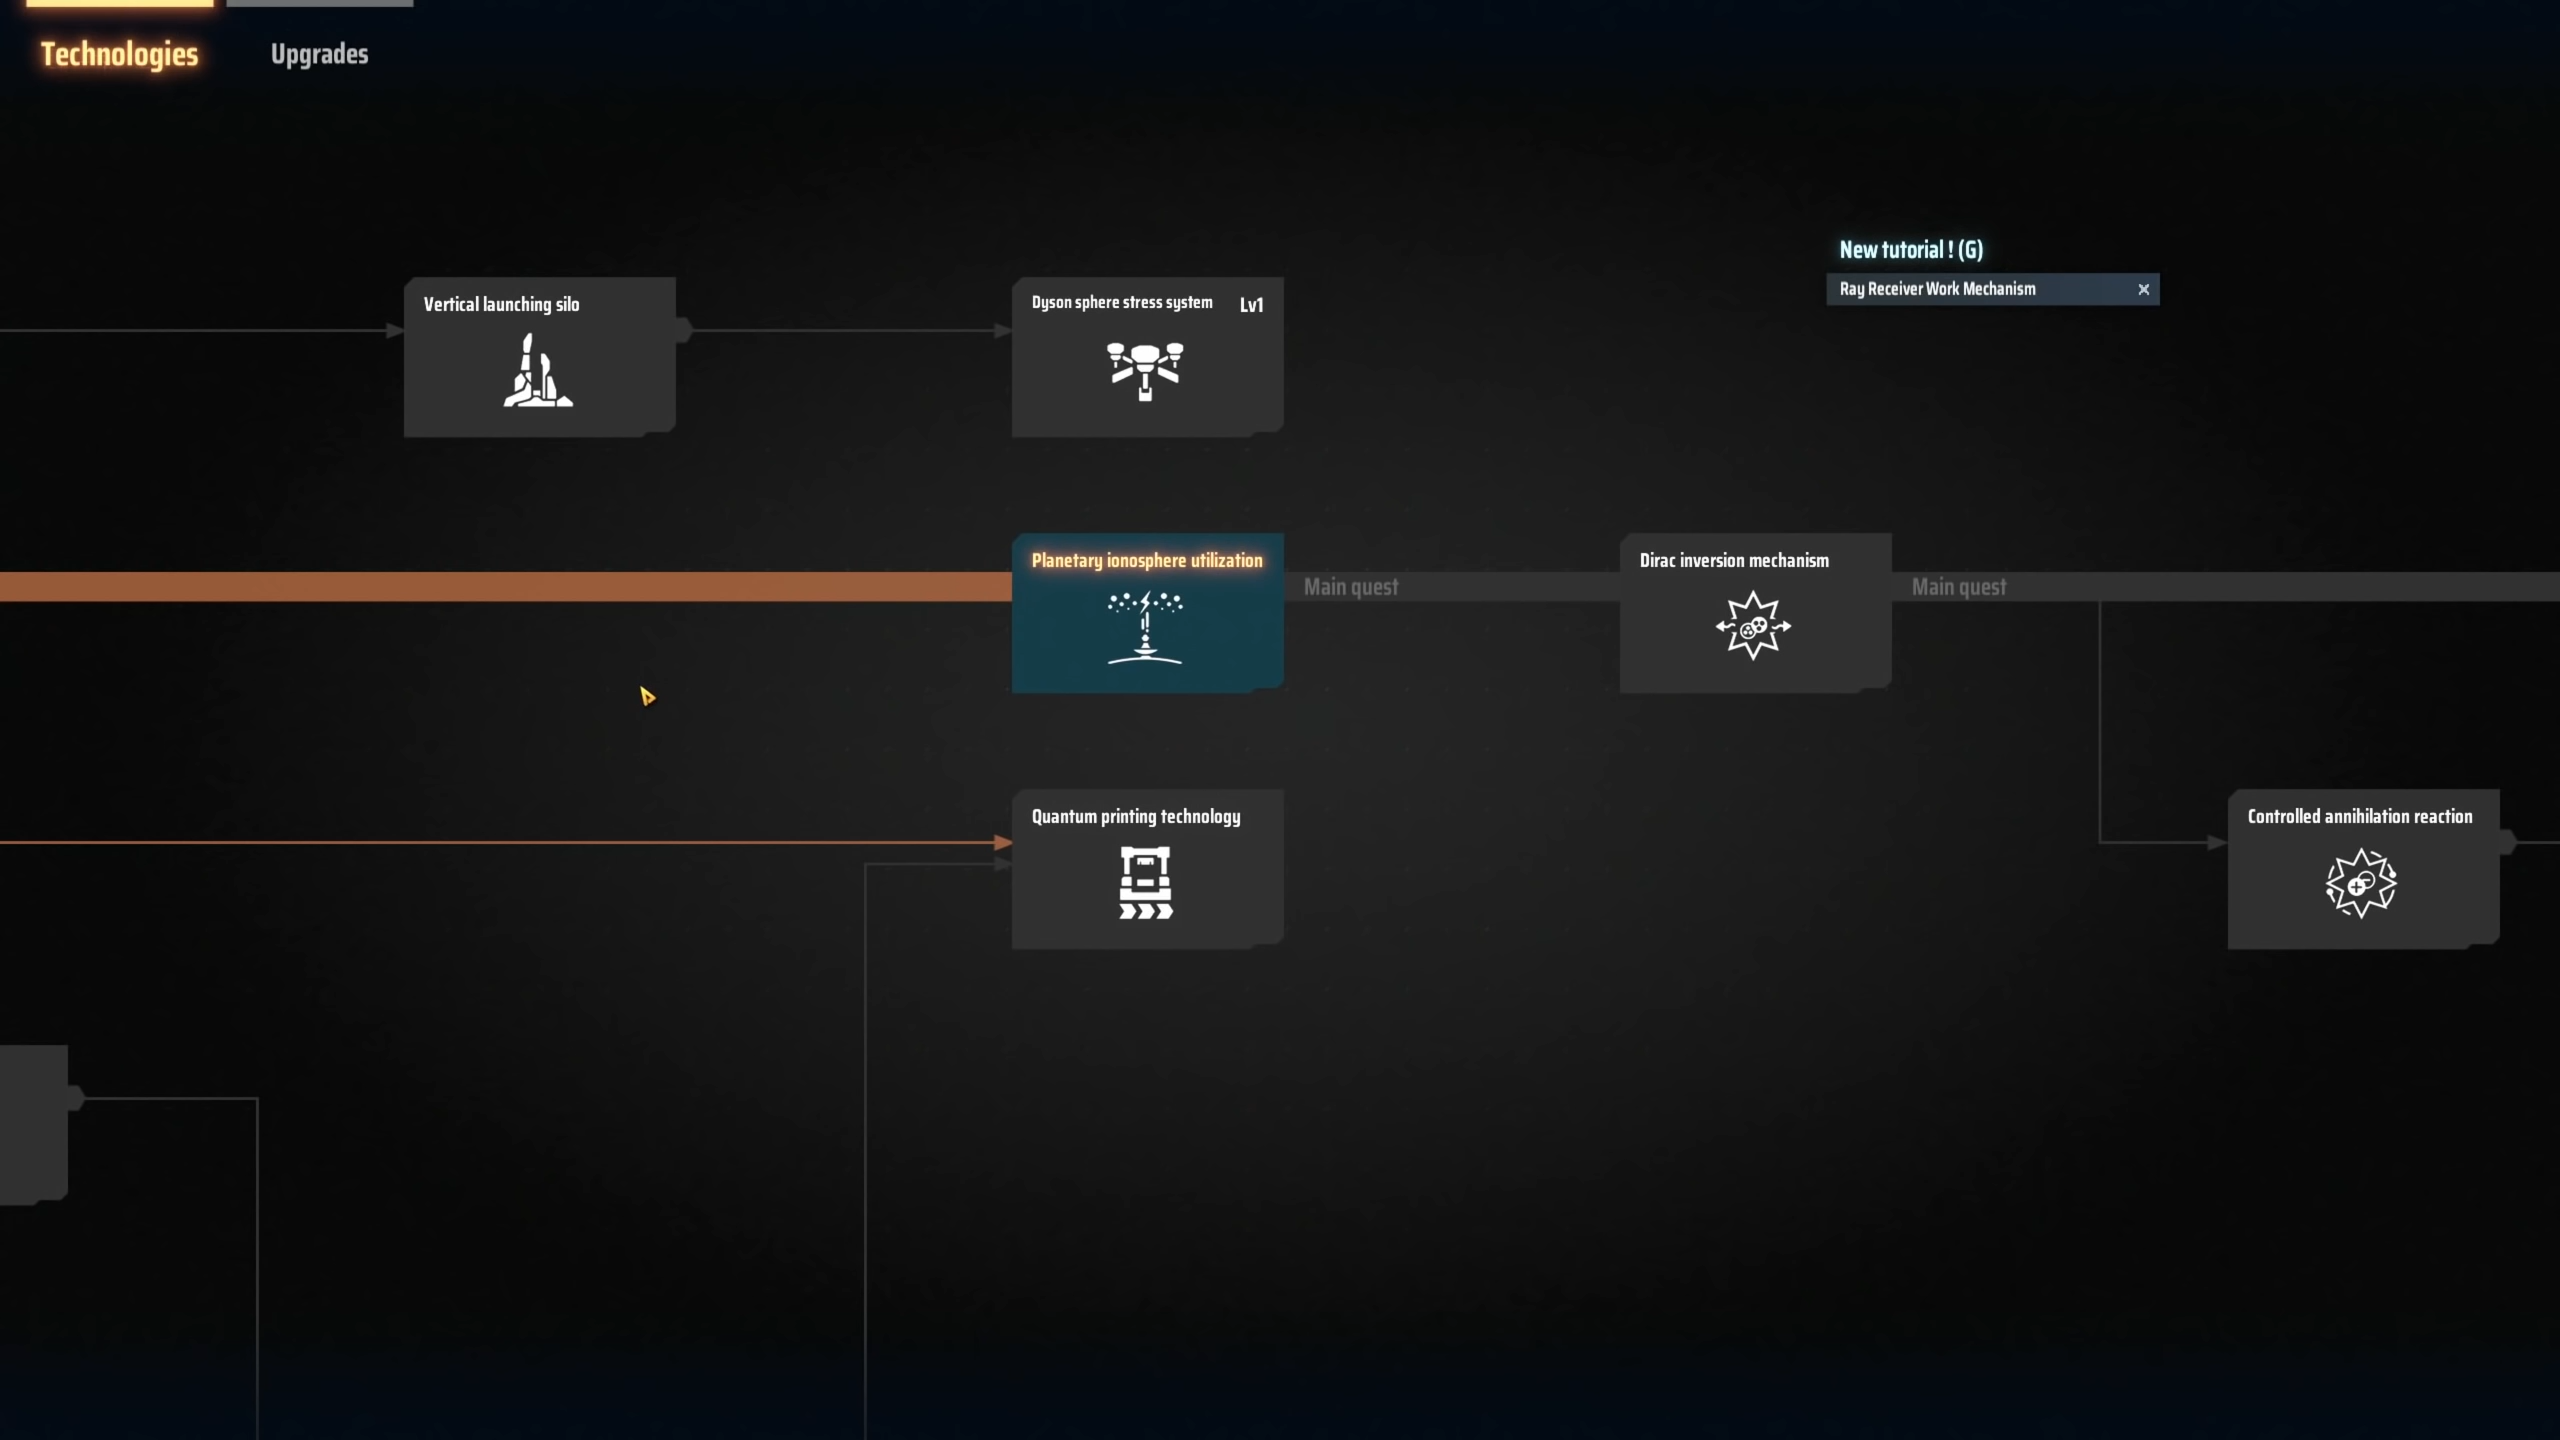 Technologies
Upgrades
New tutorial ! (G)
Ray Receiver Work Mechanism
Vertical launching silo
Dyson sphere stress system Lv1
Planetary ionosphere utilization
Main quest
Dirac inversion mechanism
Main quest
Quantum printing technology
Controlled annihilation reaction